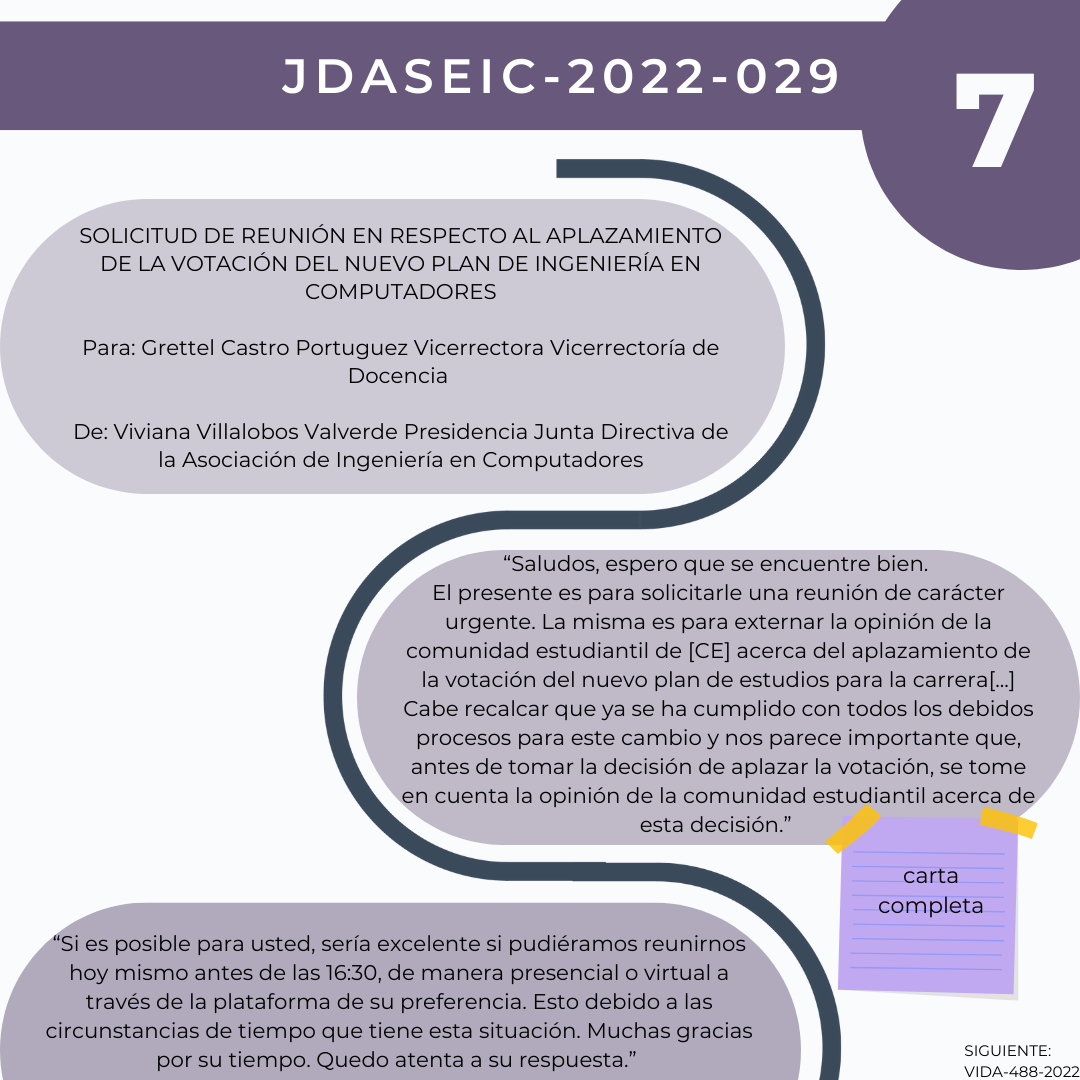 JDASEIC-2022-029
7
SOLICITUD DE REUNIÓN EN RESPECTO AL APLAZAMIENTO
DE LA VOTACIÓN DEL NUEVO PLAN DE INGENIERÍA EN
COMPUTADORES
Para: Grettel Castro Portuguez Vicerrectora Vicerrectoría de
Docencia
De: Viviana Villalobos Valverde Presidencia Junta Directiva de
la Asociación de Ingeniería en Computadores
“Saludos, espero que se encuentre bien.
El presente es para solicitarle una reunión de carácter
urgente. La misma es para externar la opinión de la
comunidad estudiantil de [CE] acerca del aplazamiento de
la votación del nuevo plan de estudios para la carrera[...]
Cabe recalcar que ya se ha cumplido con todos los debidos
procesos para este cambio y nos parece importante que,
antes de tomar la decisión de aplazar la votación, se tome
en cuenta la opinión de la comunidad estudiantil acerca de
esta decisión.”
carta
completa
“Si es posible para usted, sería excelente si pudiéramos reunirnos
hoy mismo antes de las 16:30, de manera presencial o virtual a
través de la plataforma de su preferencia. Esto debido a las
circunstancias de tiempo que tiene esta situación. Muchas gracias
por su tiempo. Quedo atenta a su respuesta.”
SIGUIENTE:
VIDA-488-2022